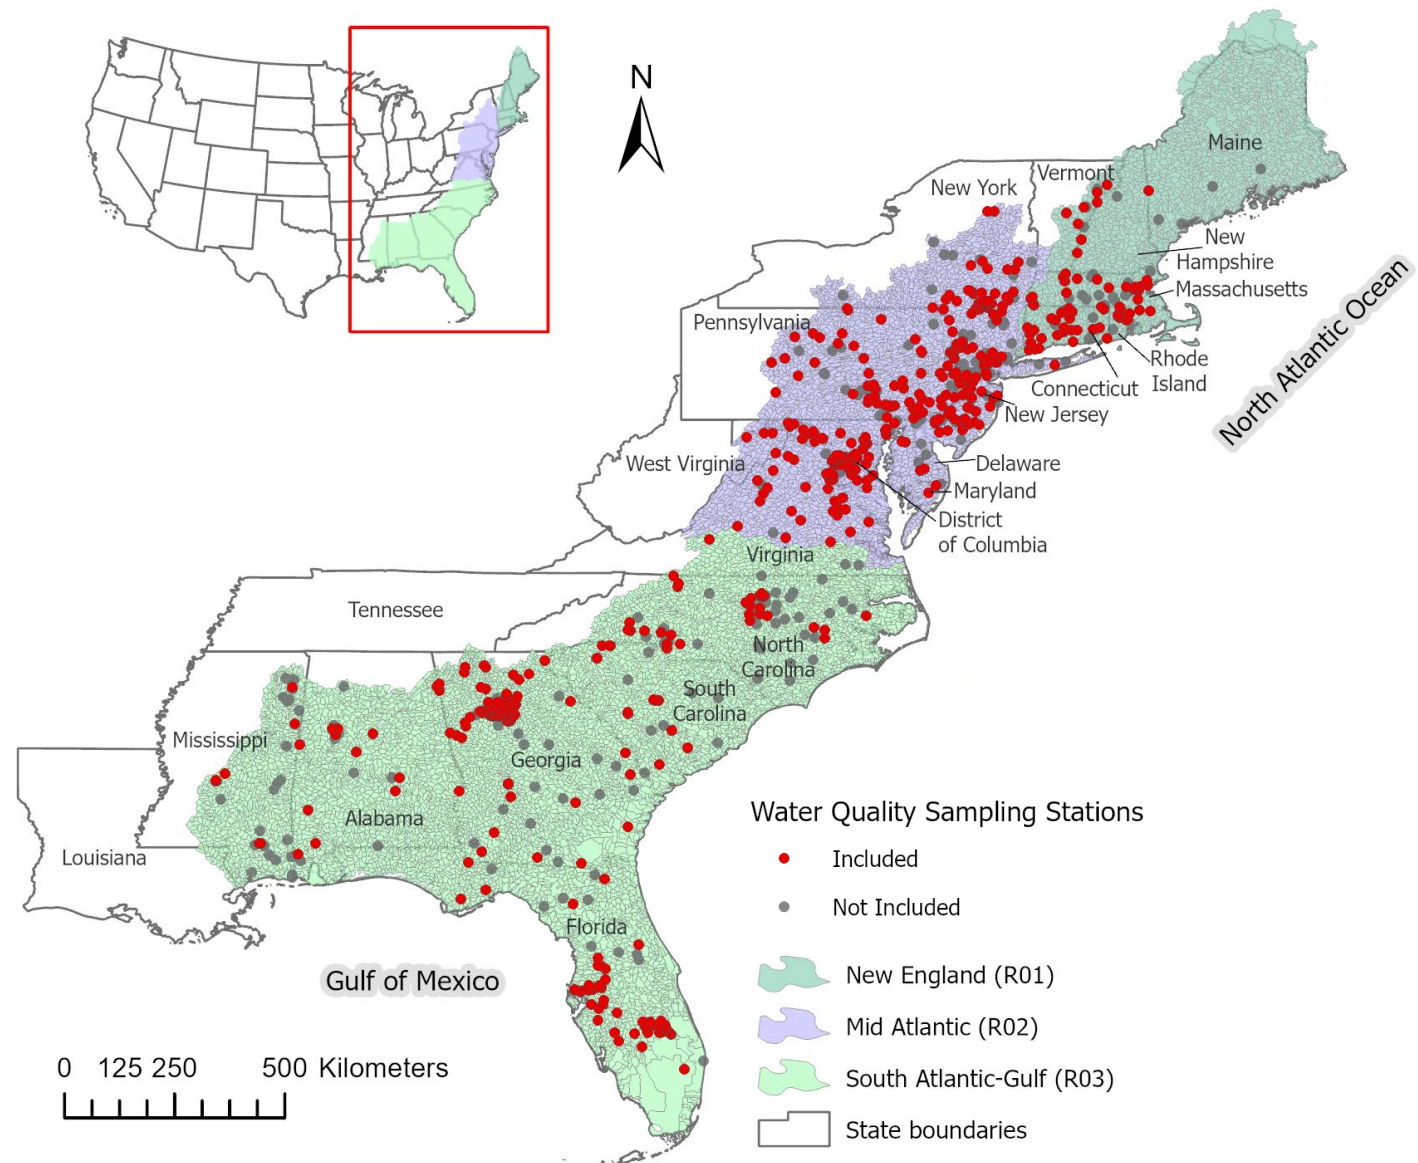 N
Maine
Vermont
New York
New
Hampshire
Massachusetts
Pennsylvania
Rhode
Island
Connecticut
New Jersey
North Atlantic Ocean
West Virginia
Delaware
Maryland
District
of Columbia
Virginia
Tennessee
North
Carolina
South
Carolina
Mississippi
Georgia
Alabama
Louisiana
Florida
Gulf of Mexico
Water Quality Sampling Stations
Included
Not Included
New England (R01)
Mid Atlantic (R02)
South Atlantic-Gulf (R03)
State boundaries
0 125 250 500 Kilometers